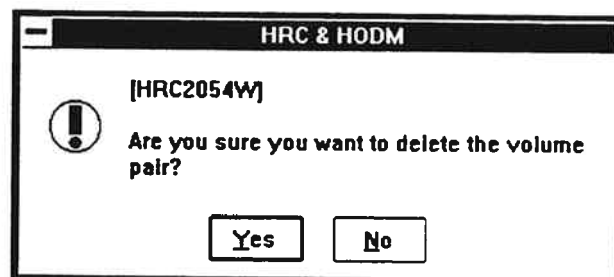 HRC & HODM
[HRC2054W]
Are you sure you want to delete the volume
pair?
Yes
No